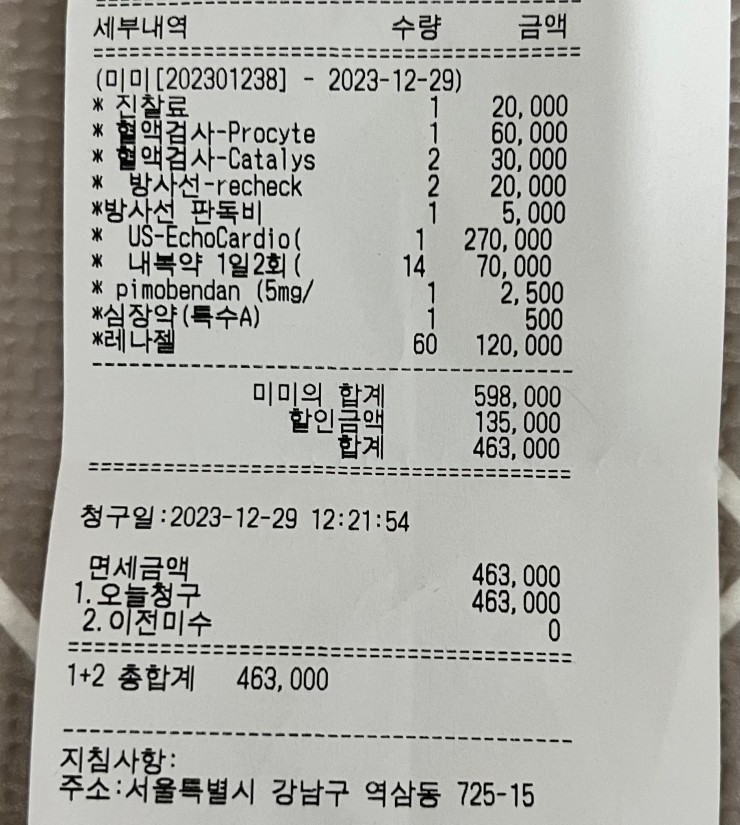 세부내역 수량 금액
(미미[202301238] - 2023-12-29)
* 진찰료 1 20,000
* 혈액검사-Procyte 1 60,000
* 혈액검사-Catalys 2 30,000
* 방사선-recheck 2 20,000
*방사선 판독비 1 5,000
* US-EchoCardio( 1 270,000
* 내복약 1일2회( 14 70,000
* pimobendan (5mg/ 1 2,500
*심장약(특수A) 1 500
*레나젤 60 120,000
미미의 합계 598,000
할인금액 135,000
합계 463,000
청구일:2023-12-29 12:21:54
면세금액 463,000
1.오늘청구 463,000
2.이전미수 0
1+2 총합계 463,000
지침사항:
주소:서울특별시 강남구 역삼동 725-15